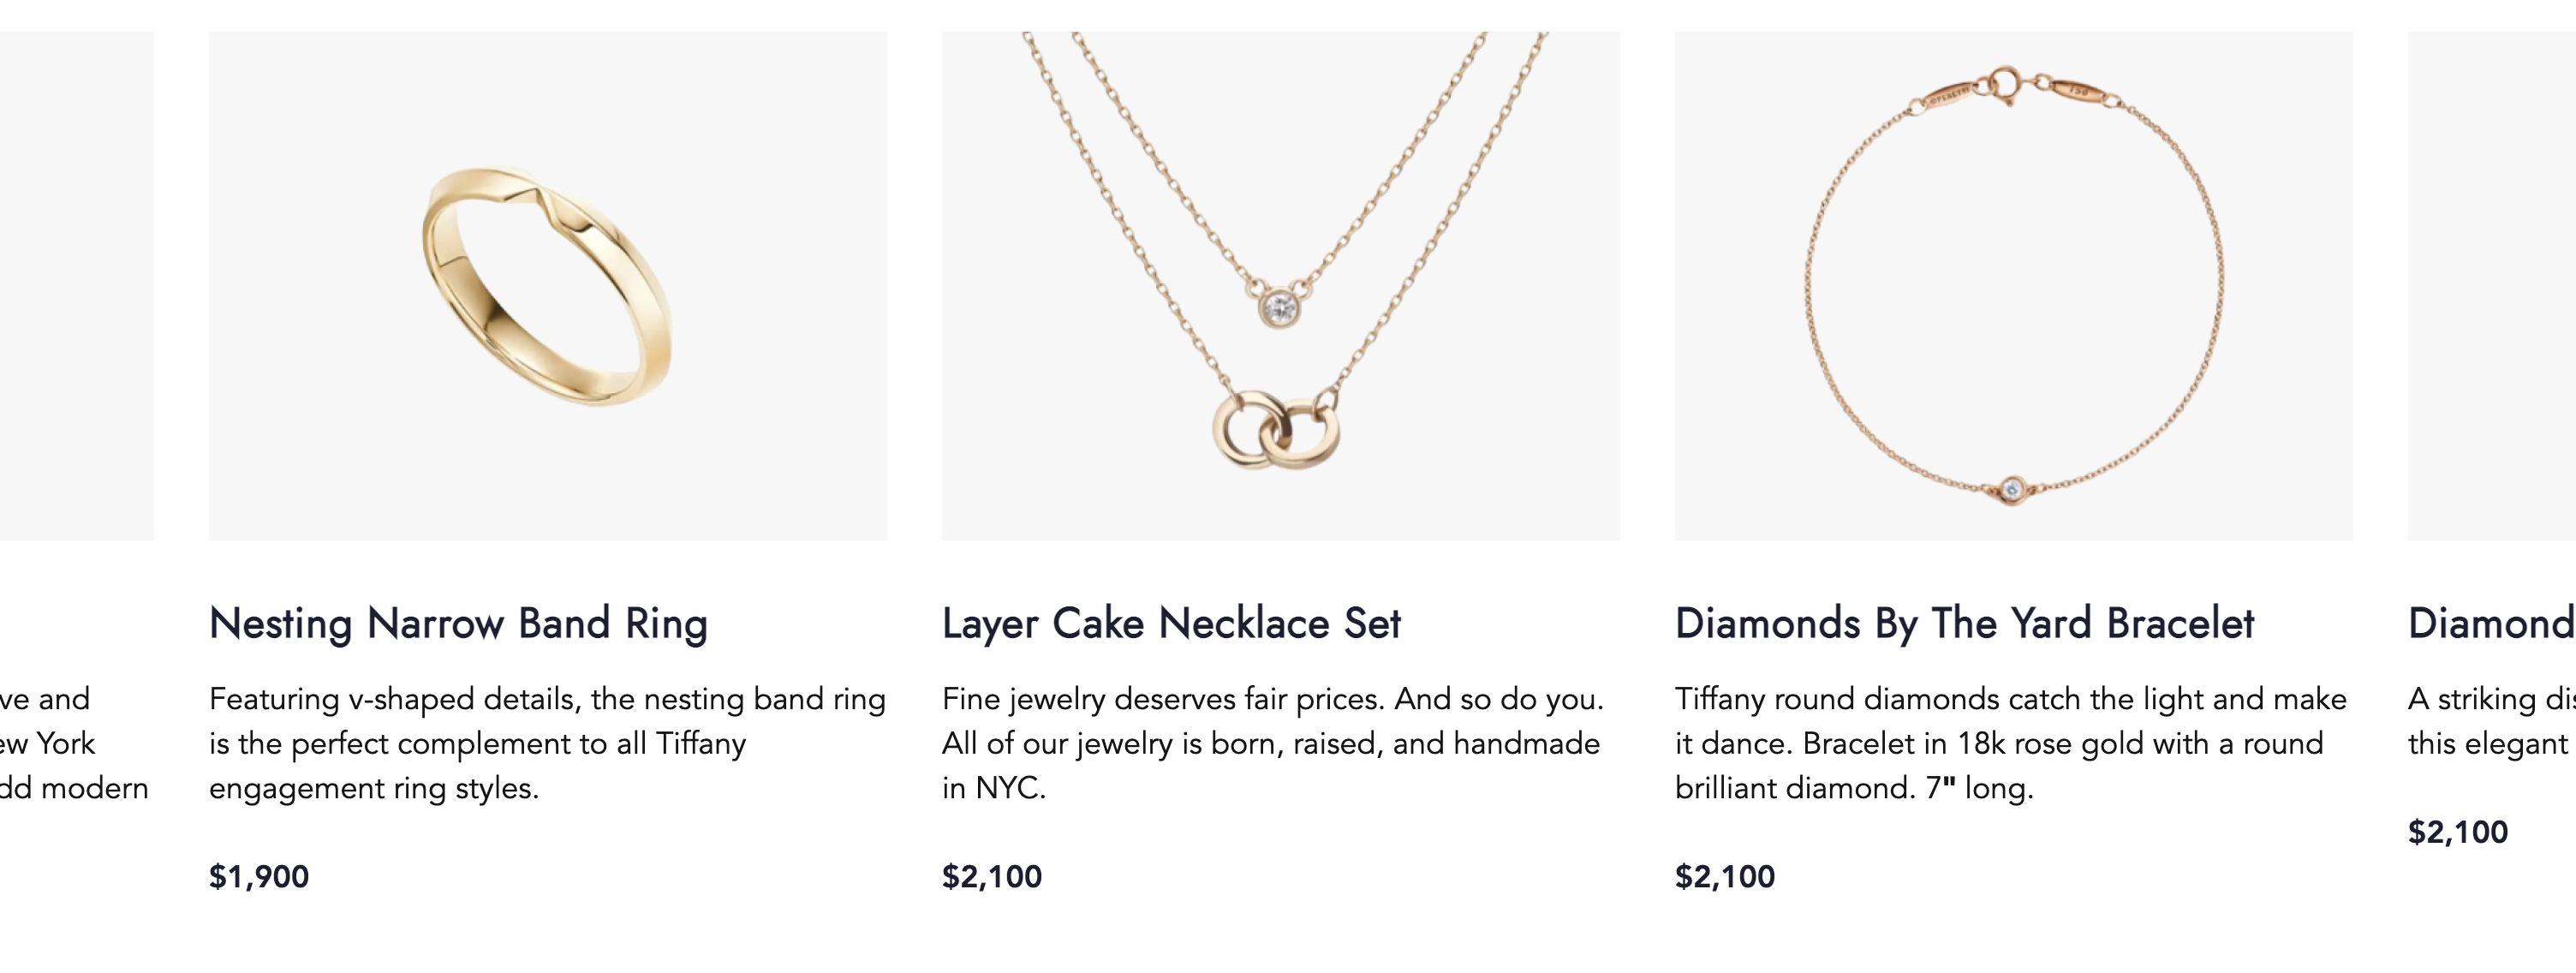 Nesting Narrow Band Ring
Featuring v-shaped details, the nesting band ring
is the perfect complement to all Tiffany
engagement ring styles.
$1,900
Layer Cake Necklace Set
Fine jewelry deserves fair prices. And so do you.
All of our jewelry is born, raised, and handmade
in NYC.
$2,100
Diamonds By The Yard Bracelet
Tiffany round diamonds catch the light and make
it dance. Bracelet in 18k rose gold with a round
brilliant diamond. 7" long.
$2,100
and
York
modern
Diamond
A striking
this elegant
$2,100
750